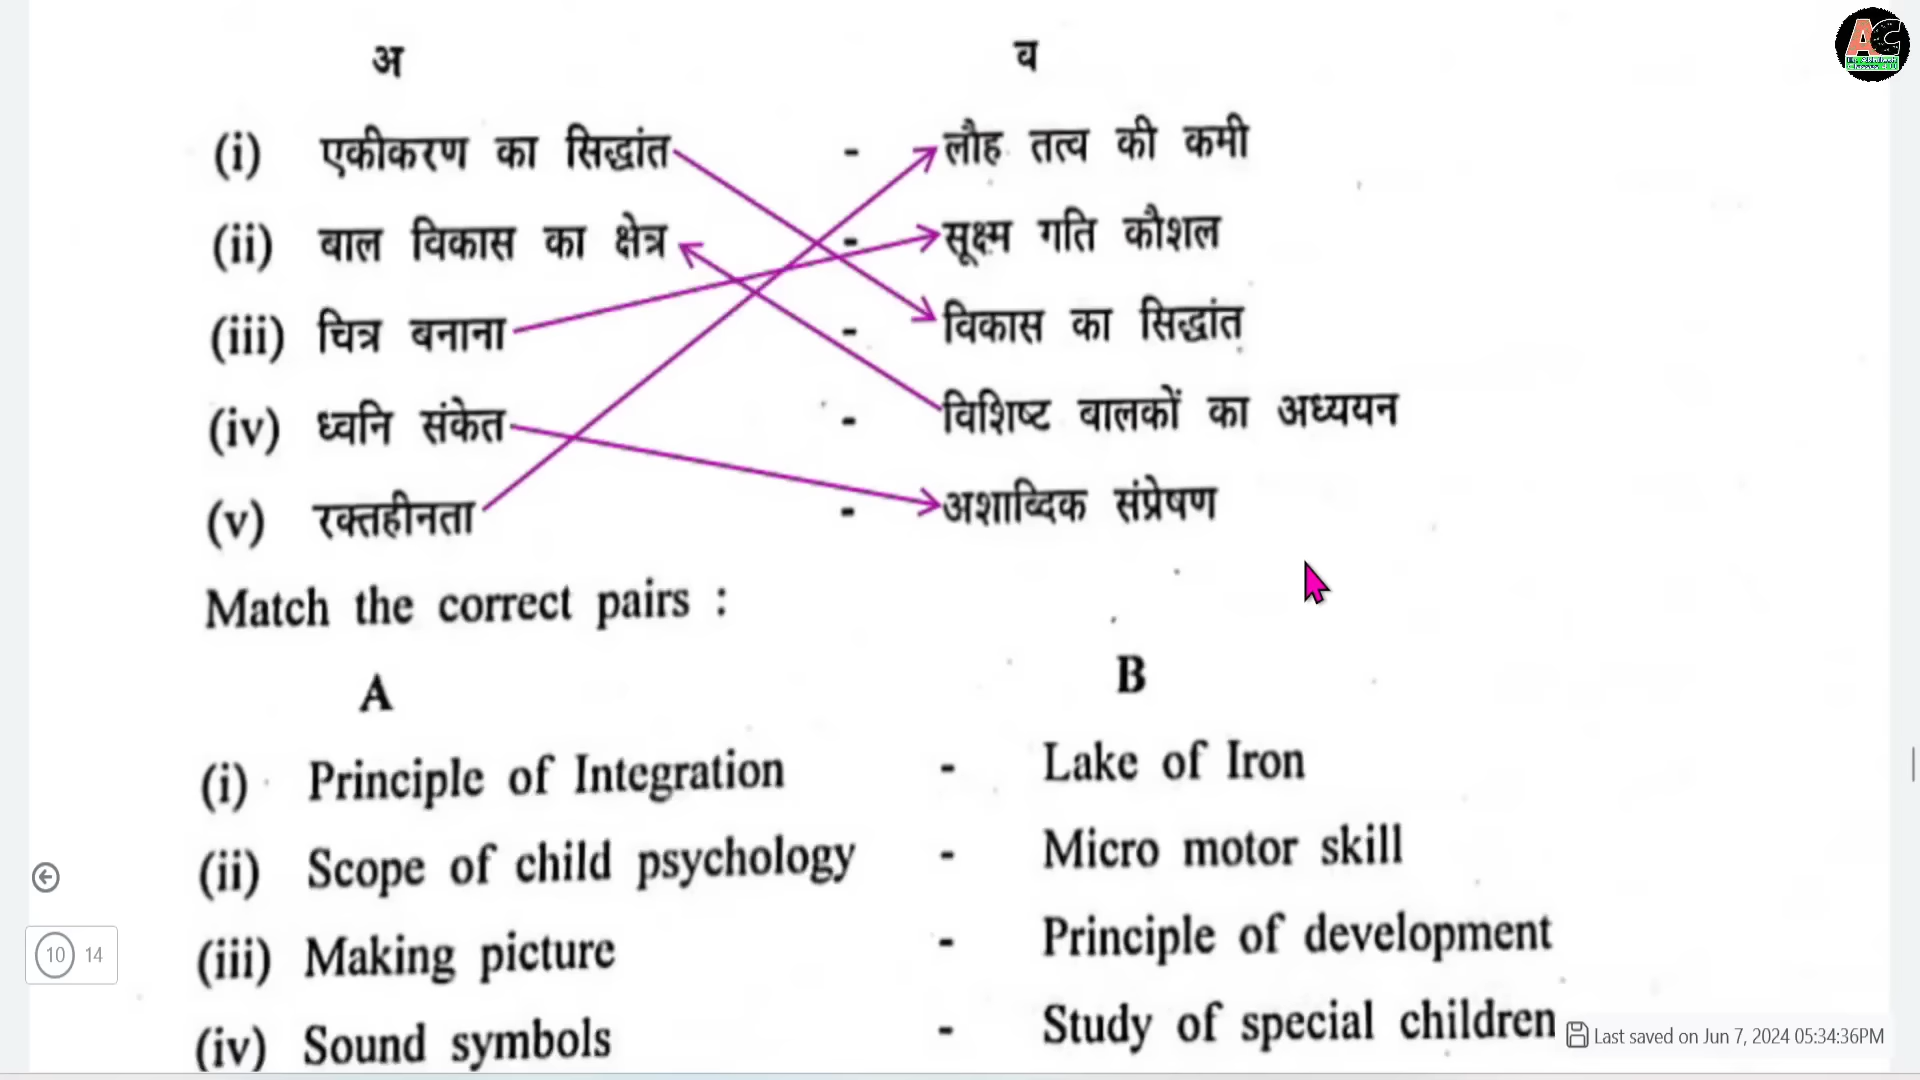 अ ब
(i) एकीकरण का सिद्धांत - लौह तत्व की कमी
(ii) बाल विकास का क्षेत्र - सूक्ष्म गति कौशल
(iii) चित्र बनाना - विकास का सिद्धांत
(iv) ध्वनि संकेत - विशिष्ट बालकों का अध्ययन
(v) रक्तहीनता - अशाब्दिक संप्रेषण
Match the correct pairs :
A B
(i) Principle of Integration - Lake of Iron
(ii) Scope of child psychology - Micro motor skill
(iii) Making picture - Principle of development
(iv) Sound symbols - Study of special children
10 14
Last saved on Jun 7, 2024 05:34:36PM
AC